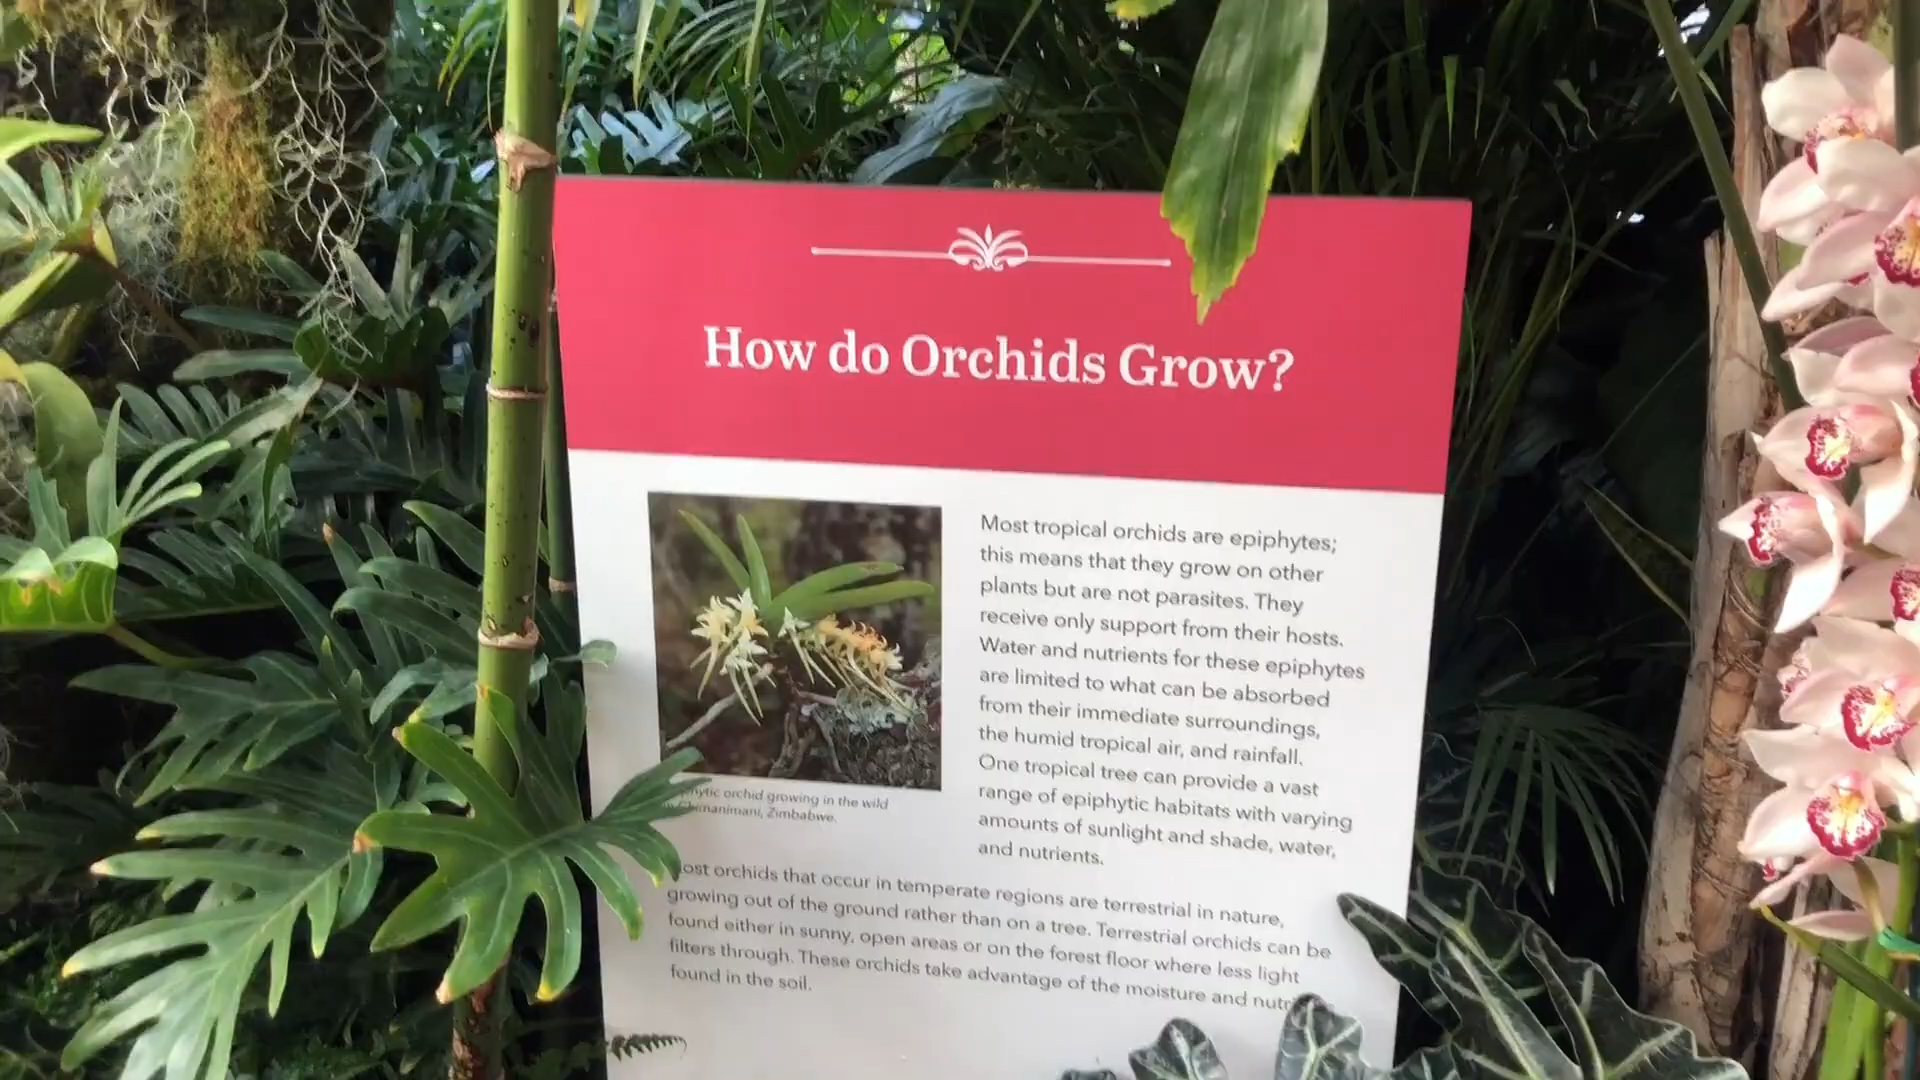 How do Orchids Grow?
Most tropical orchids are epiphytes;
this means that they grow on other
plants but are not parasites. They
receive only support from their hosts.
Water and nutrients for these epiphytes
are limited to what can be absorbed
from their immediate surroundings,
the humid tropical air, and rainfall.
One tropical tree can provide a vast
range of epiphytic habitats with varying
amounts of sunlight and shade, water,
and nutrients.
orchid growing in the wild
Chimanimani, Zimbabwe.
orchids that occur in temperate regions are terrestrial in nature,
growing out of the ground rather than on a tree. Terrestrial orchids can be
found either in sunny, open areas or on the forest floor where less light
filters through. These orchids take advantage of the moisture and
found in the soil.